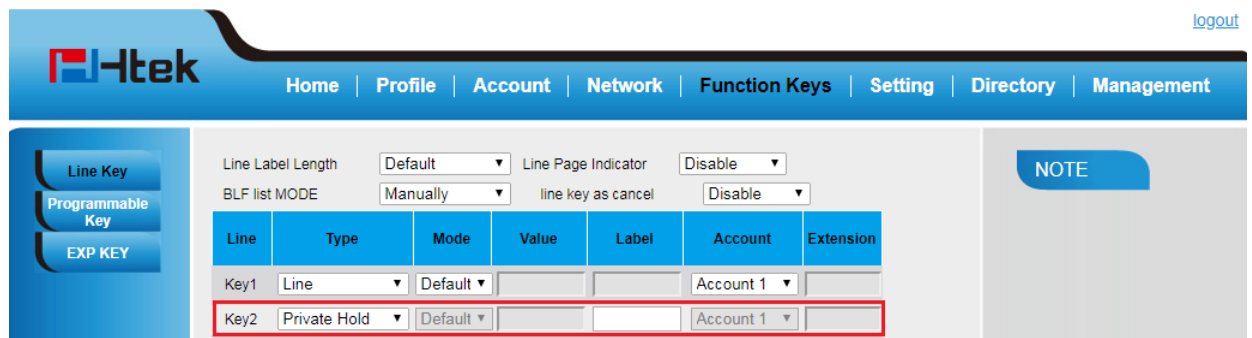 logout
Htek
Home Profile Account Network Function Keys Setting Directory Management
Line Key
Programmable Key
EXP KEY
Line Label Length Default Line Page Indicator Disable
BLF list MODE Manually line key as cancel Disable
Line Type Mode Value Label Account Extension
Key1 Line Default Account 1
Key2 Private Hold Default Account 1
NOTE